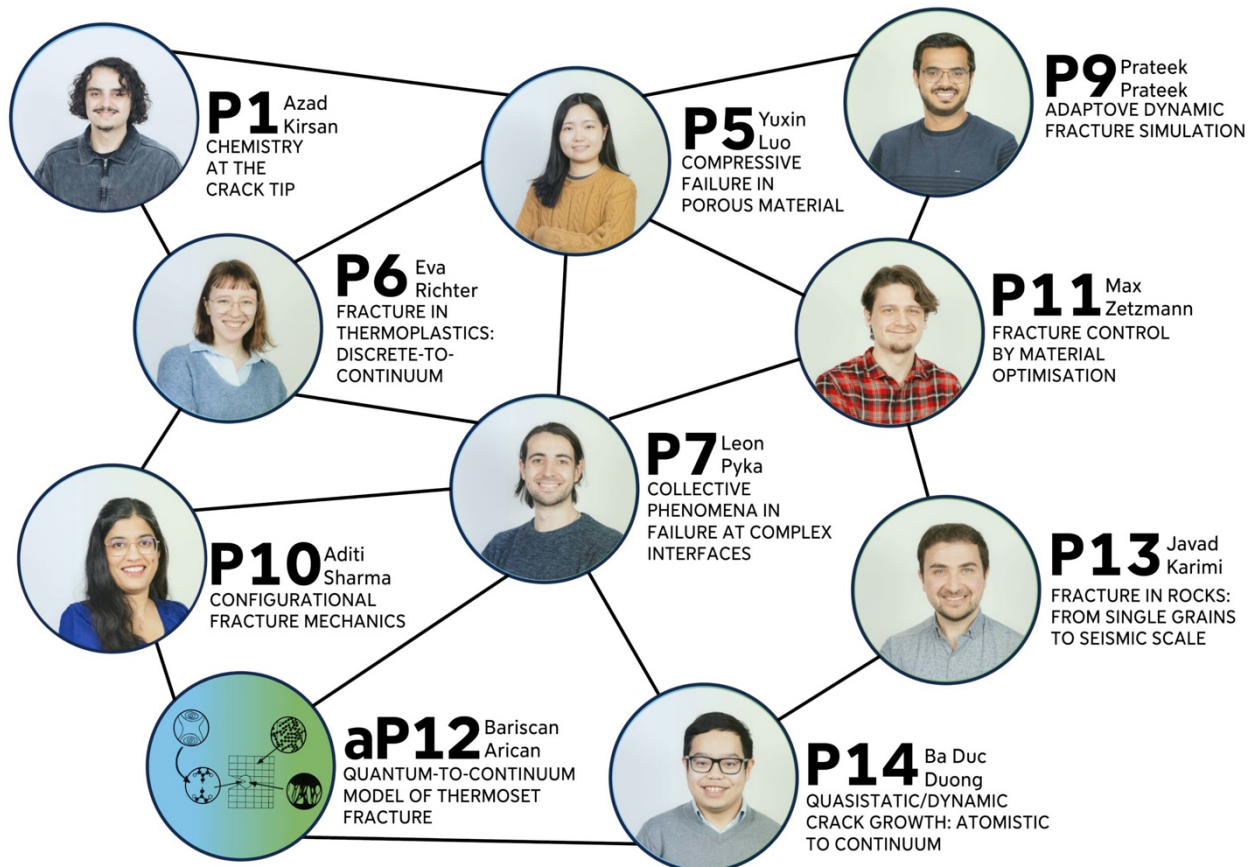 P1 Azad
Kirsan
CHEMISTRY
AT THE
CRACK TIP
P5 Yuxin
Luo
COMPRESSIVE
FAILURE IN
POROUS MATERIAL
P9 Prateek
Prateek
ADAPTOVE DYNAMIC
FRACTURE SIMULATION
P6 Eva
Richter
FRACTURE IN
THERMOPLASTICS:
DISCRETE-TO-
CONTINUUM
P11 Max
Zetzmann
FRACTURE CONTROL
BY MATERIAL
OPTIMISATION
P7 Leon
Pyka
COLLECTIVE
PHENOMENA IN
FAILURE AT COMPLEX
INTERFACES
P10 Aditi
Sharma
CONFIGURATIONAL
FRACTURE MECHANICS
P13 Javad
Karimi
FRACTURE IN ROCKS:
FROM SINGLE GRAINS
TO SEISMIC SCALE
aP12 Bariscan
Arican
QUANTUM-TO-CONTINUUM
MODEL OF THERMOSET
FRACTURE
P14 Ba Duc
Duong
QUASISTATIC/DYNAMIC
CRACK GROWTH: ATOMISTIC
TO CONTINUUM